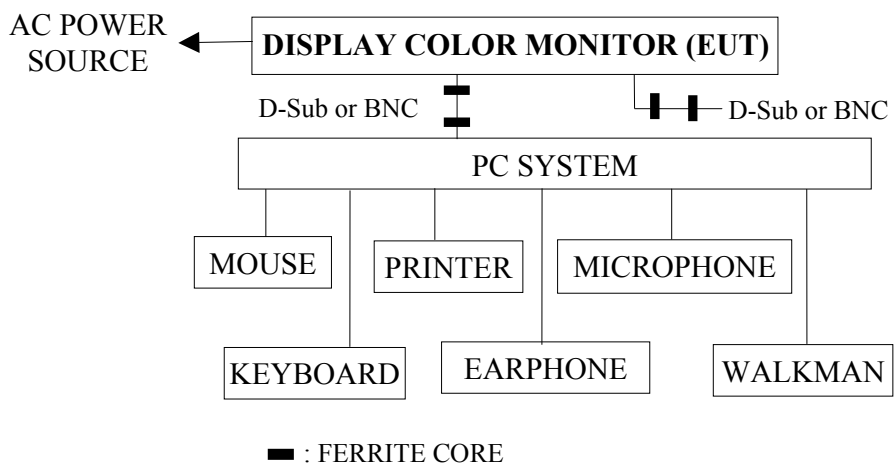 AC POWER
SOURCE
DISPLAY COLOR MONITOR (EUT)
D-Sub or BNC
D-Sub or BNC
PC SYSTEM
MOUSE
PRINTER
MICROPHONE
KEYBOARD
EARPHONE
WALKMAN
: FERRITE CORE